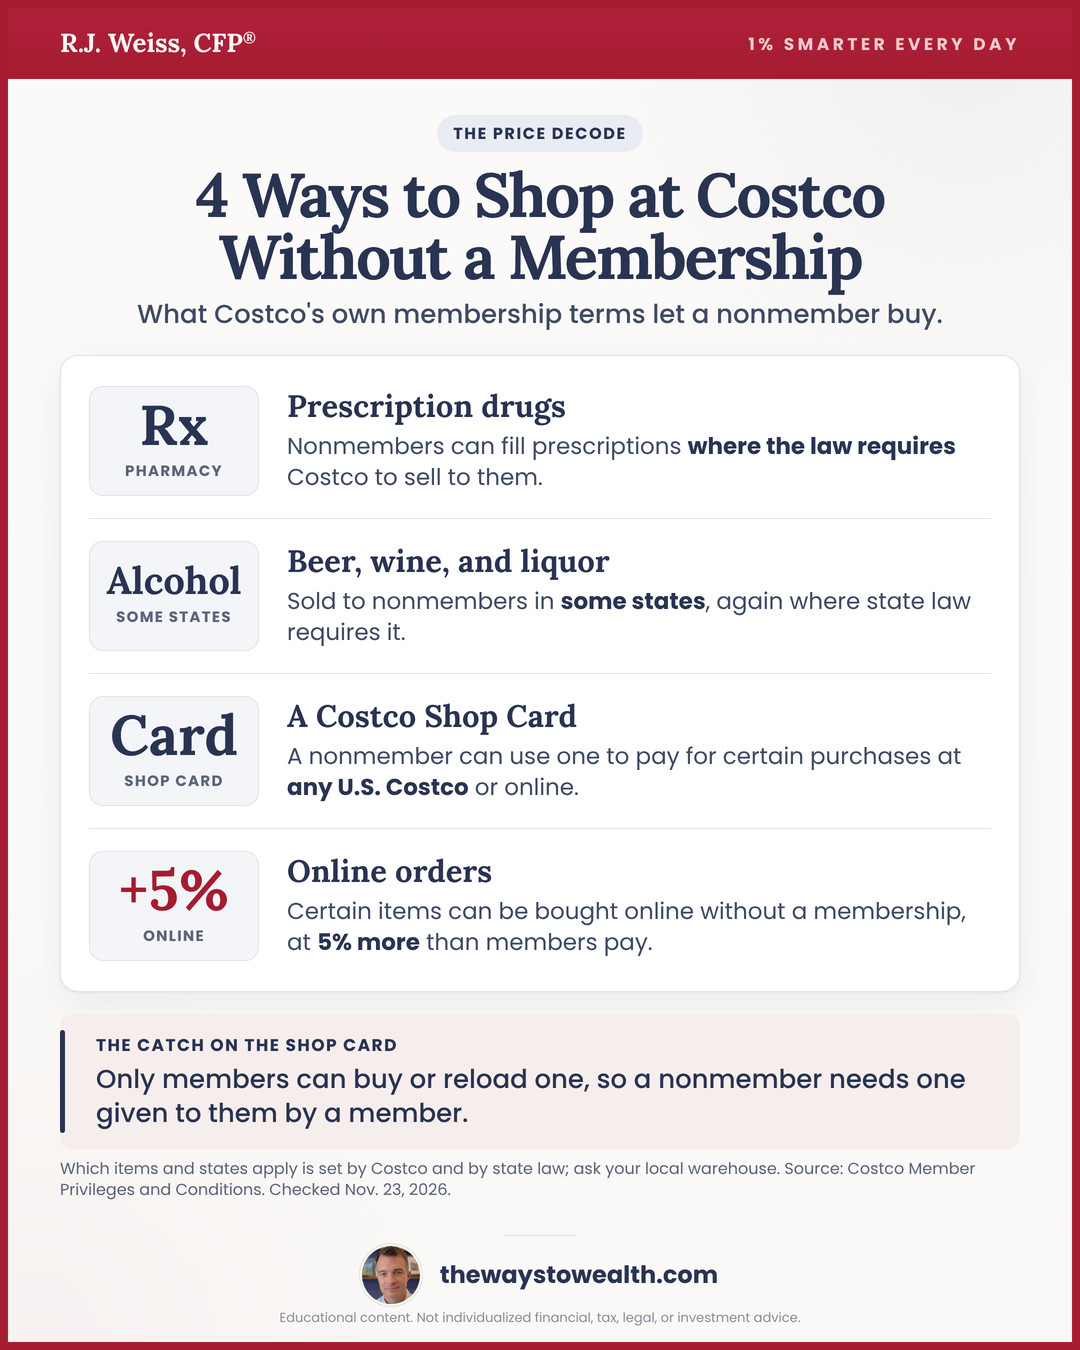 R.J. Weiss, CFP®
1% SMARTER EVERY DAY
THE PRICE DECODE
4 Ways to Shop at Costco
Without a Membership
What Costco's own membership terms let a nonmember buy.
Rx
PHARMACY
Prescription drugs
Nonmembers can fill prescriptions where the law requires
Costco to sell to them.
Alcohol
SOME STATES
Beer, wine, and liquor
Sold to nonmembers in some states, again where state law
requires it.
Card
SHOP CARD
A Costco Shop Card
A nonmember can use one to pay for certain purchases at
any U.S. Costco or online.
+5%
ONLINE
Online orders
Certain items can be bought online without a membership,
at 5% more than members pay.
THE CATCH ON THE SHOP CARD
Only members can buy or reload one, so a nonmember needs one
given to them by a member.
Which items and states apply is set by Costco and by state law; ask your local warehouse. Source: Costco Member
Privileges and Conditions. Checked Nov. 23, 2026.
thewaystowealth.com
Educational content. Not individualized financial, tax, legal, or investment advice.